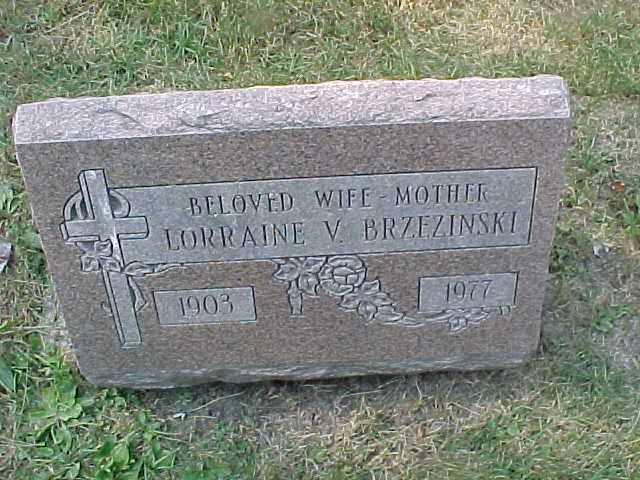 BELOVED WIFE - MOTHER
LORRAINE V. BRZEZINSKI
1903
1977